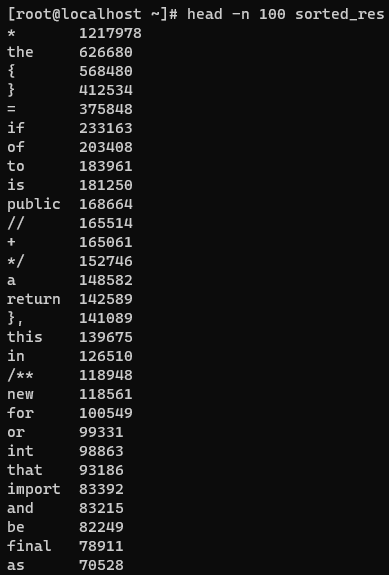 [root@localhost ~]# head -n 100 sorted_res
* 1217978
the 626680
{ 568480
} 412534
= 375848
if 233163
of 203408
to 183961
is 181250
public 168664
// 165514
+ 165061
*/ 152746
a 148582
return 142589
}, 141089
this 139675
in 126510
/** 118948
new 118561
for 100549
or 99331
int 98863
that 93186
import 83392
and 83215
be 82249
final 78911
as 70528